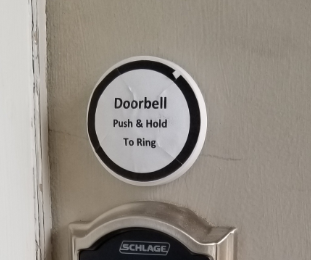 Doorbell
Push & Hold
To Ring
SCHLAGE